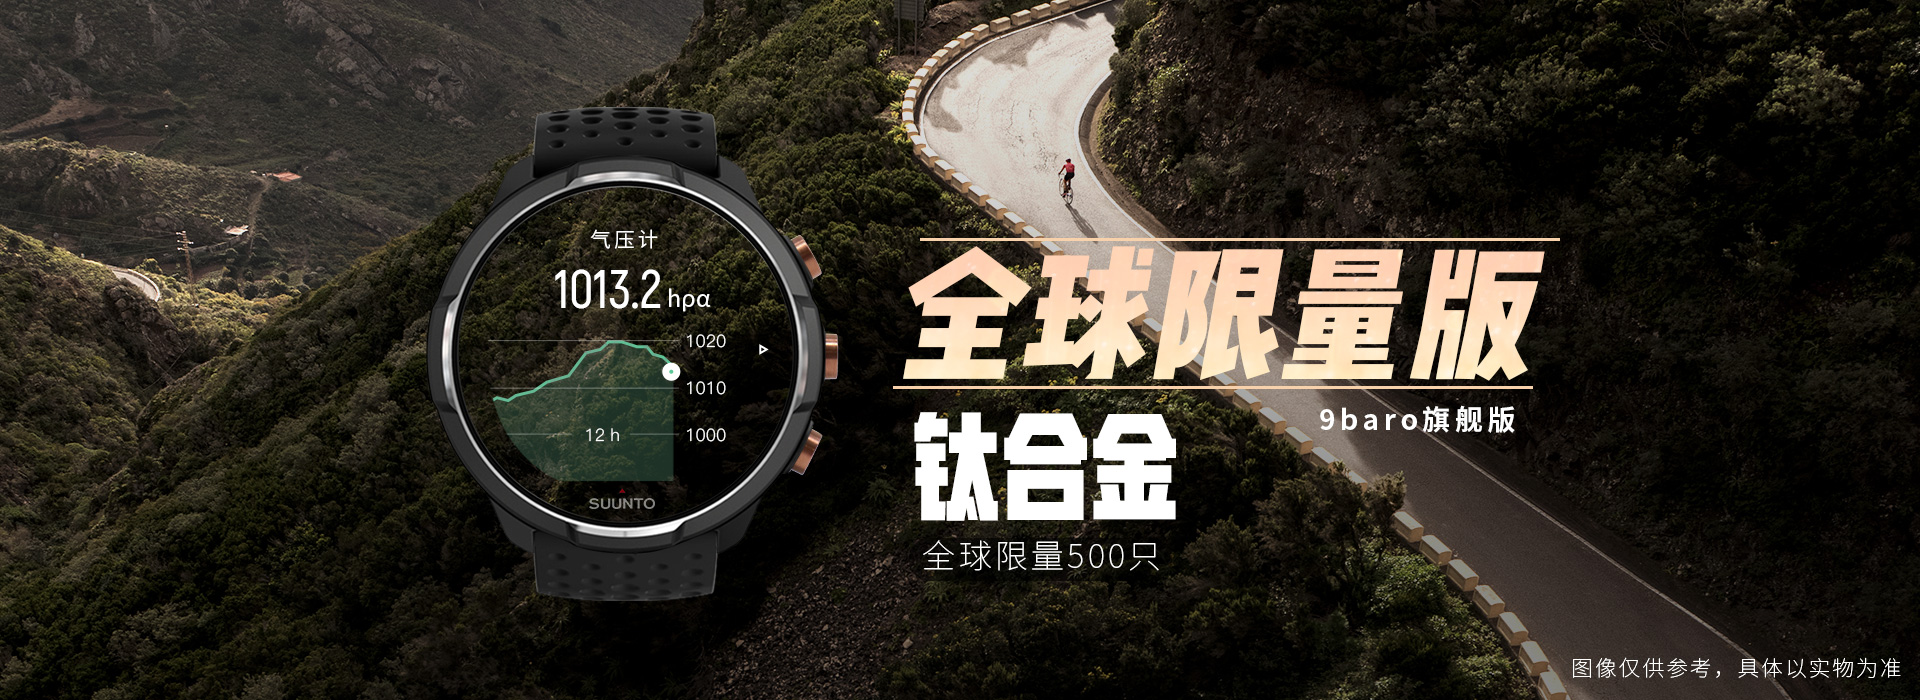 气压计
1013.2 hpa
1020
1010
12 h
1000
SUUNTO
全球限量版
9baro旗舰版
钛合金
全球限量500只
图像仅供参考，具体以实物为准